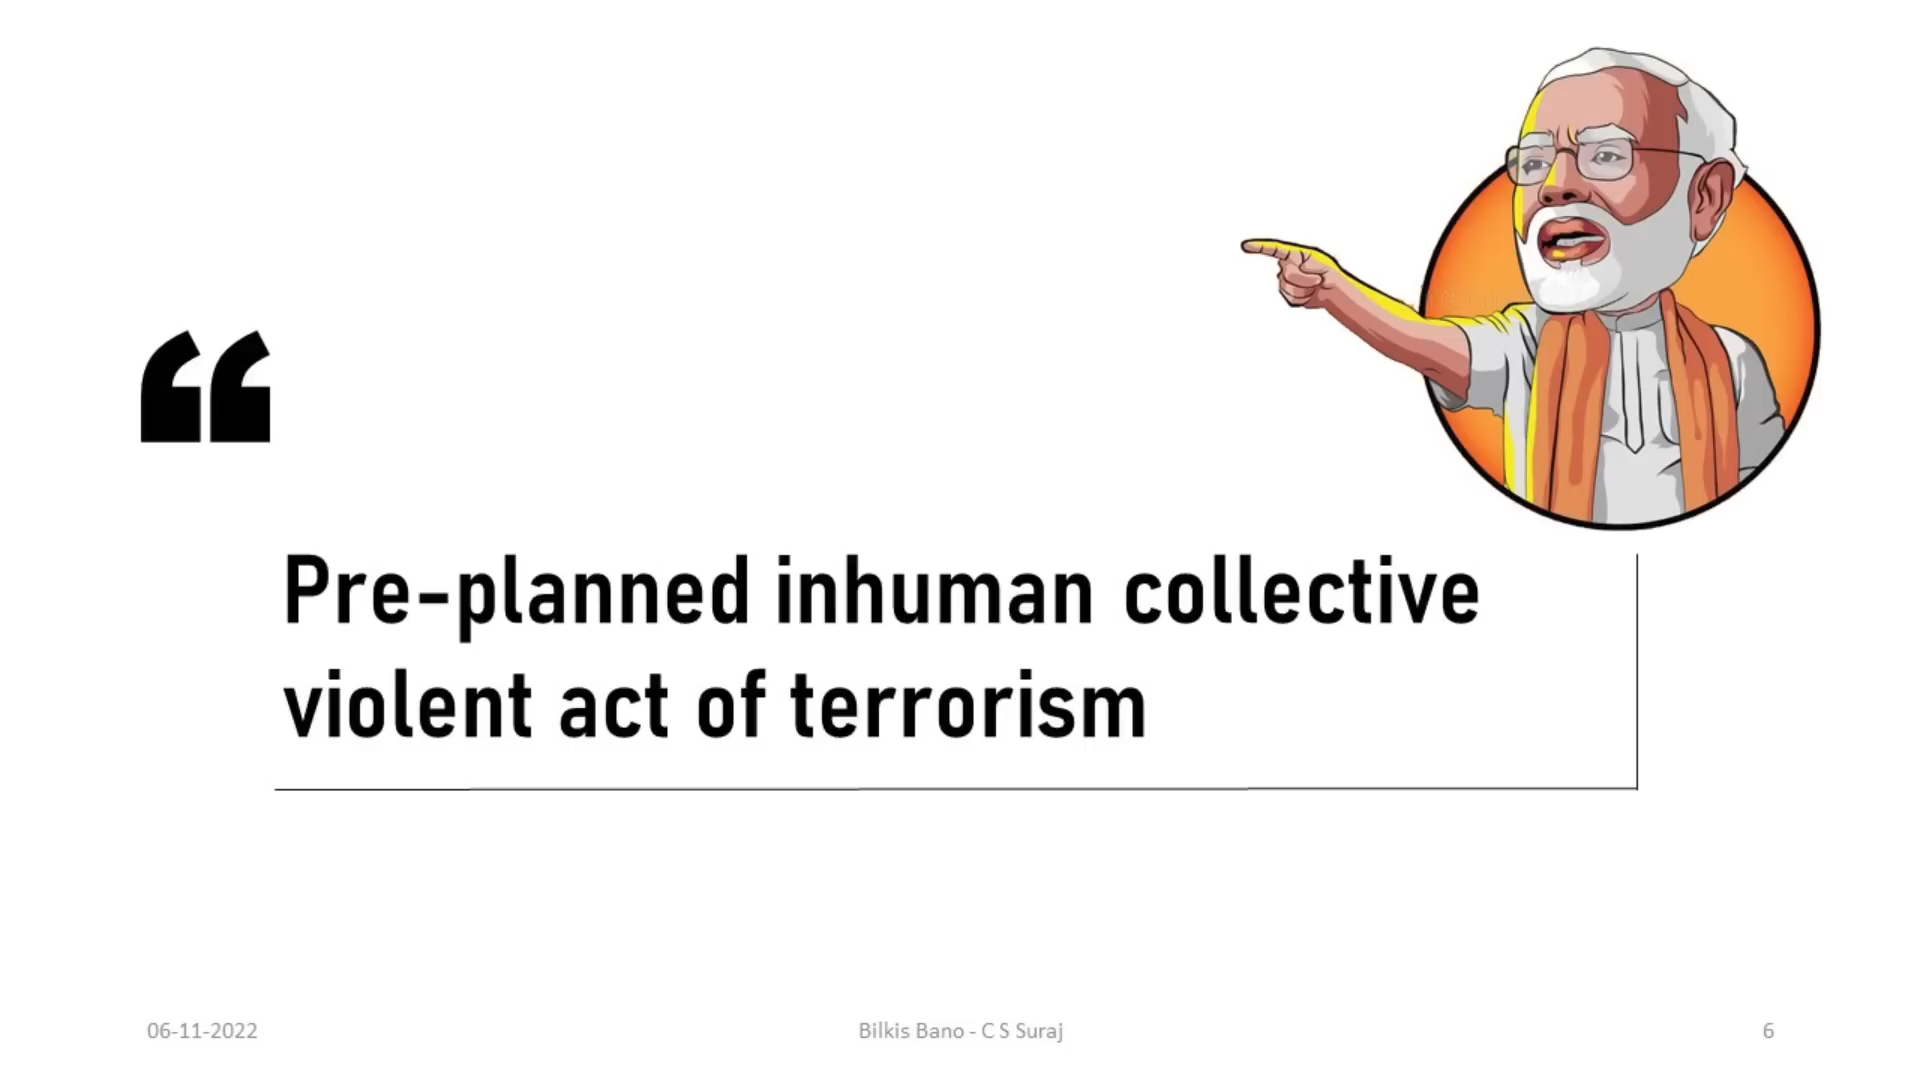 Pre-planned inhuman collective
violent act of terrorism
06-11-2022
Bilkis Bano - C S Suraj
6